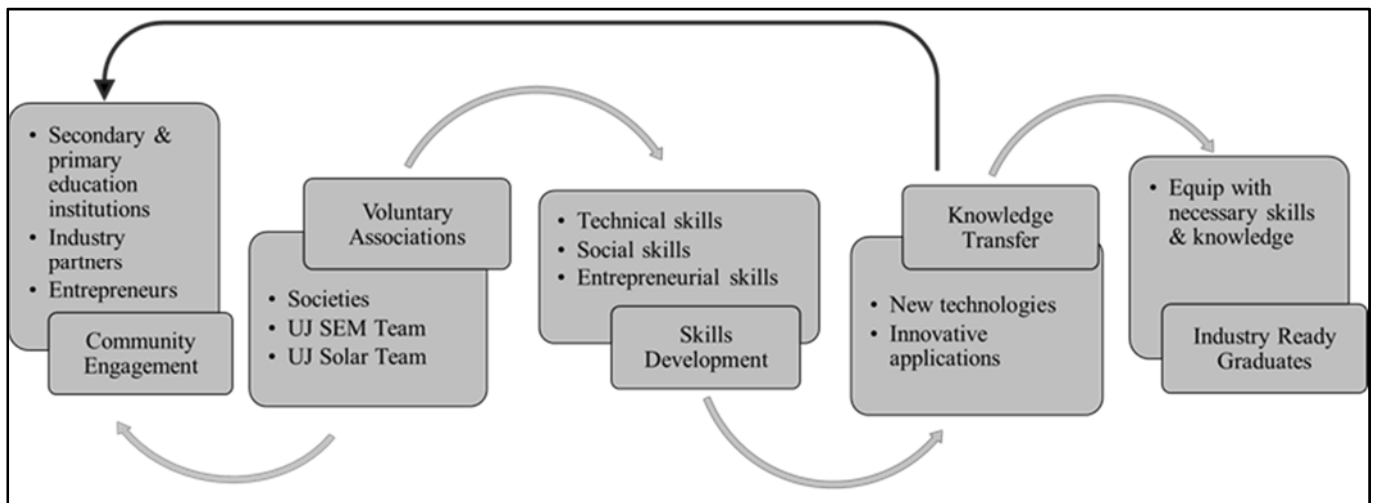 • Secondary &
primary
education
institutions
• Industry
partners
• Entrepreneurs
Community
Engagement
Voluntary
Associations
• Societies
• UJ SEM Team
• UJ Solar Team
• Technical skills
• Social skills
• Entrepreneurial skills
Skills
Development
Knowledge
Transfer
• New technologies
• Innovative
applications
• Equip with
necessary skills
& knowledge
Industry Ready
Graduates